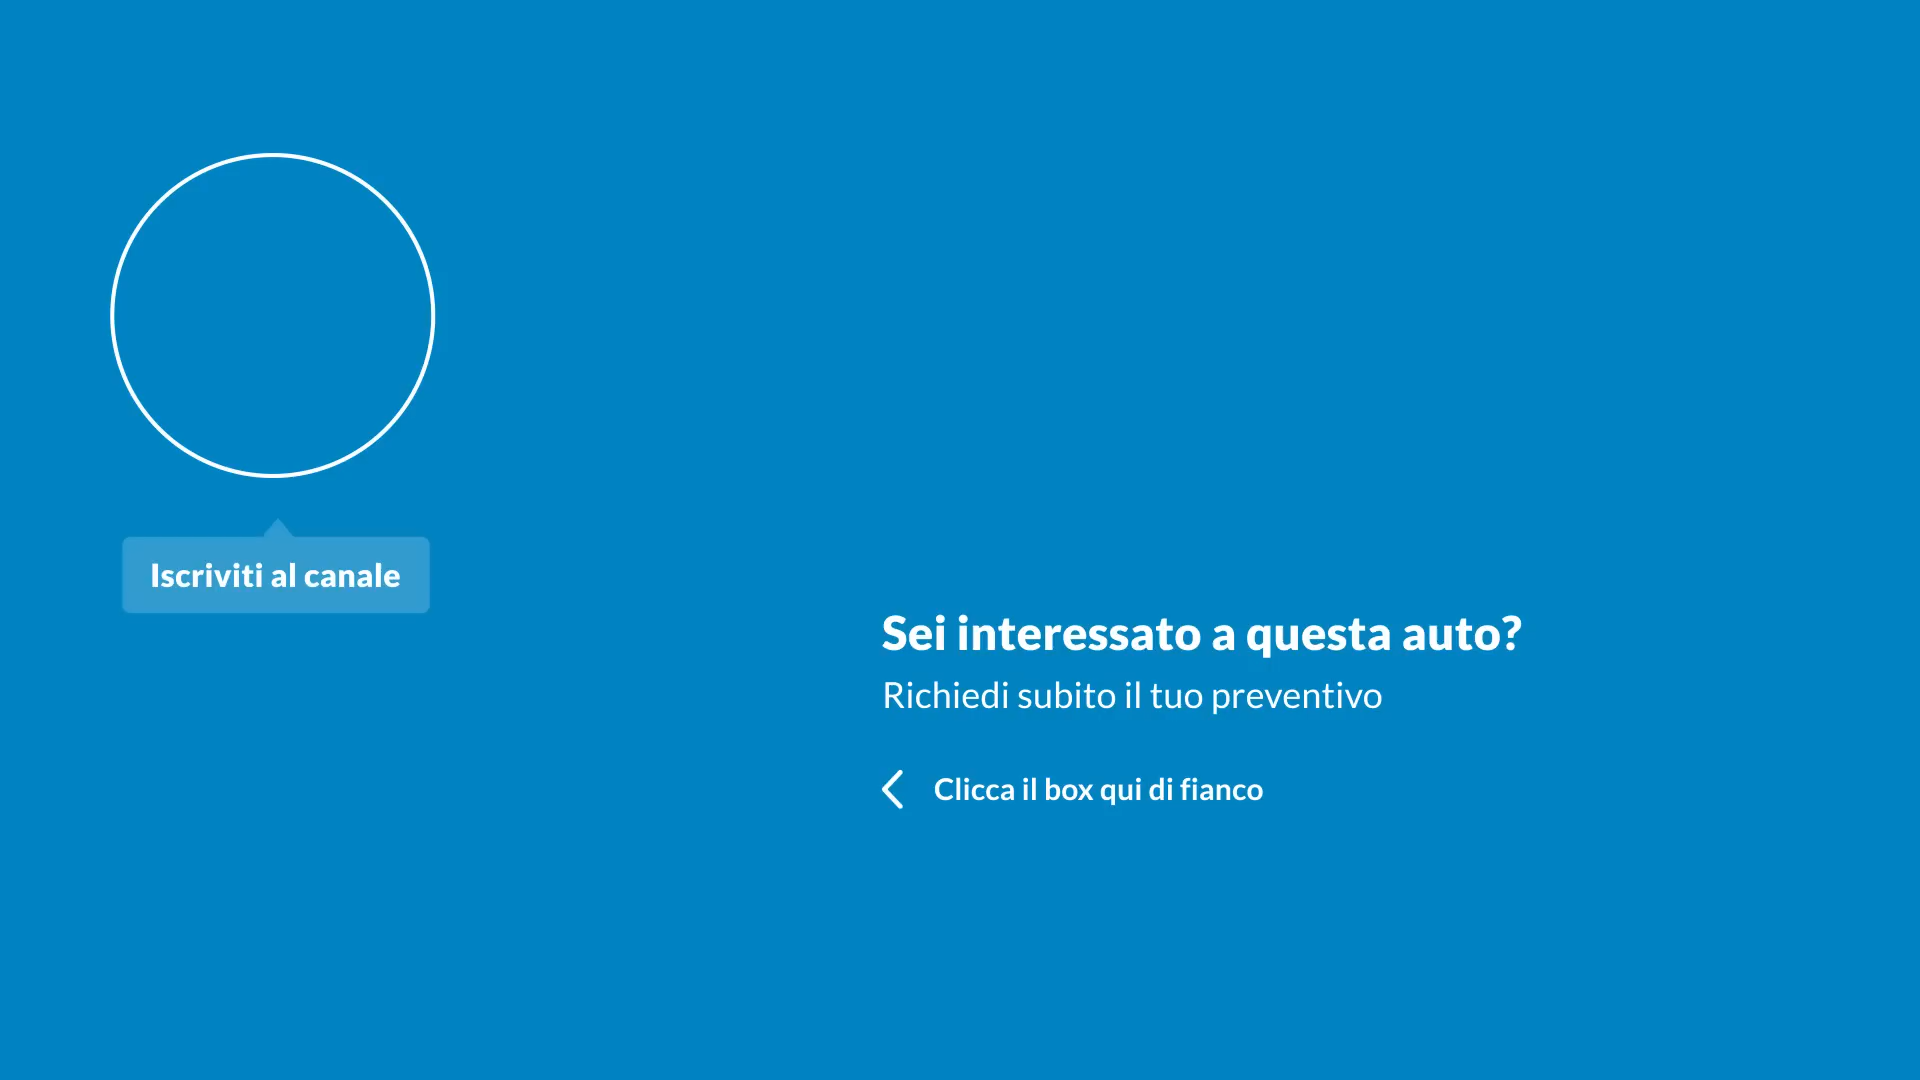 Iscriviti al canale
Sei interessato a questa auto?
Richiedi subito il tuo preventivo
Clicca il box qui di fianco